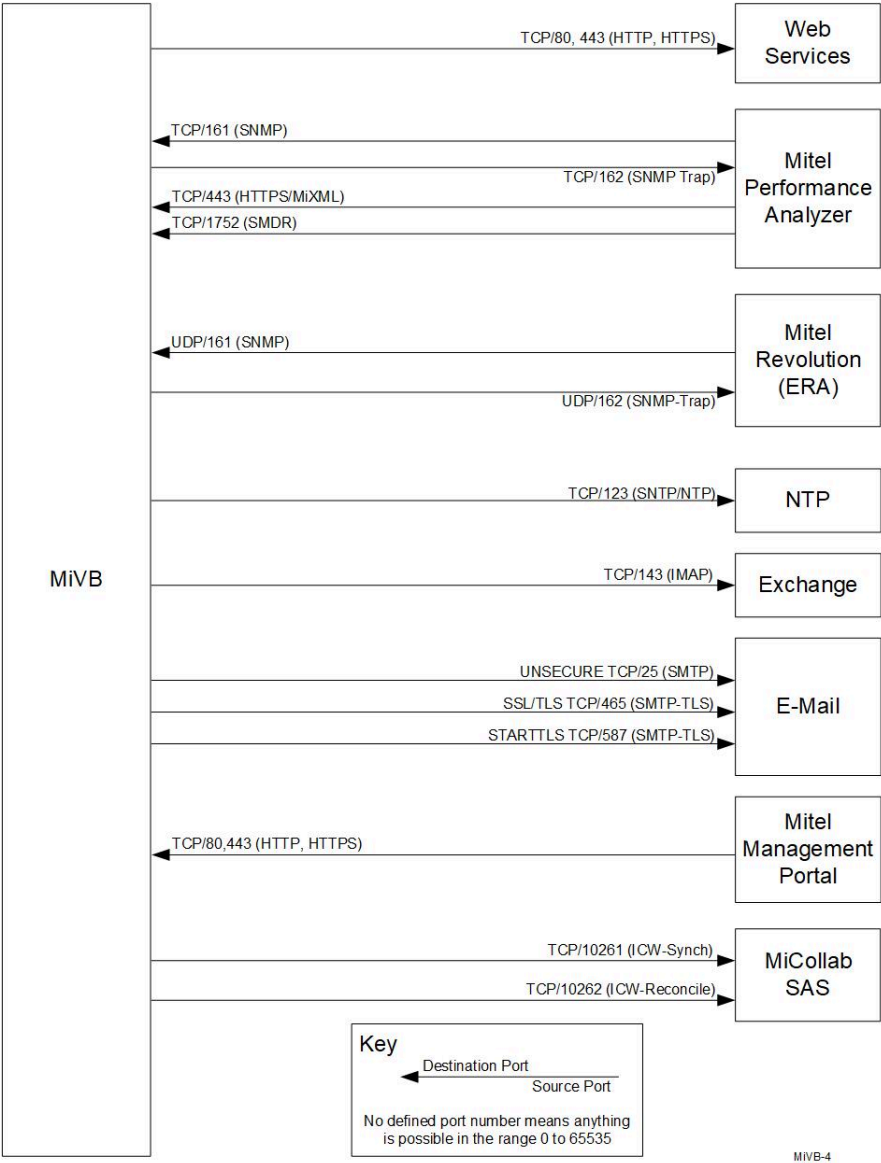 TCP/80, 443 (HTTP, HTTPS)
Web
Services
TCP/161 (SNMP)
TCP/162 (SNMP Trap)
TCP/443 (HTTPS/MiXML)
TCP/1752 (SMDR)
Mitel
Performance
Analyzer
UDP/161 (SNMP)
UDP/162 (SNMP-Trap)
Mitel
Revolution
(ERA)
TCP/123 (SNTP/NTP)
NTP
MiVB
TCP/143 (IMAP)
Exchange
UNSECURE TCP/25 (SMTP)
SSL/TLS TCP/465 (SMTP-TLS)
STARTTLS TCP/587 (SMTP-TLS)
E-Mail
TCP/80,443 (HTTP, HTTPS)
Mitel
Management
Portal
TCP/10261 (ICW-Synch)
TCP/10262 (ICW-Reconcile)
MiCollab
SAS
Key
Destination Port
Source Port
No defined port number means anything
is possible in the range 0 to 65535
MiVB-4